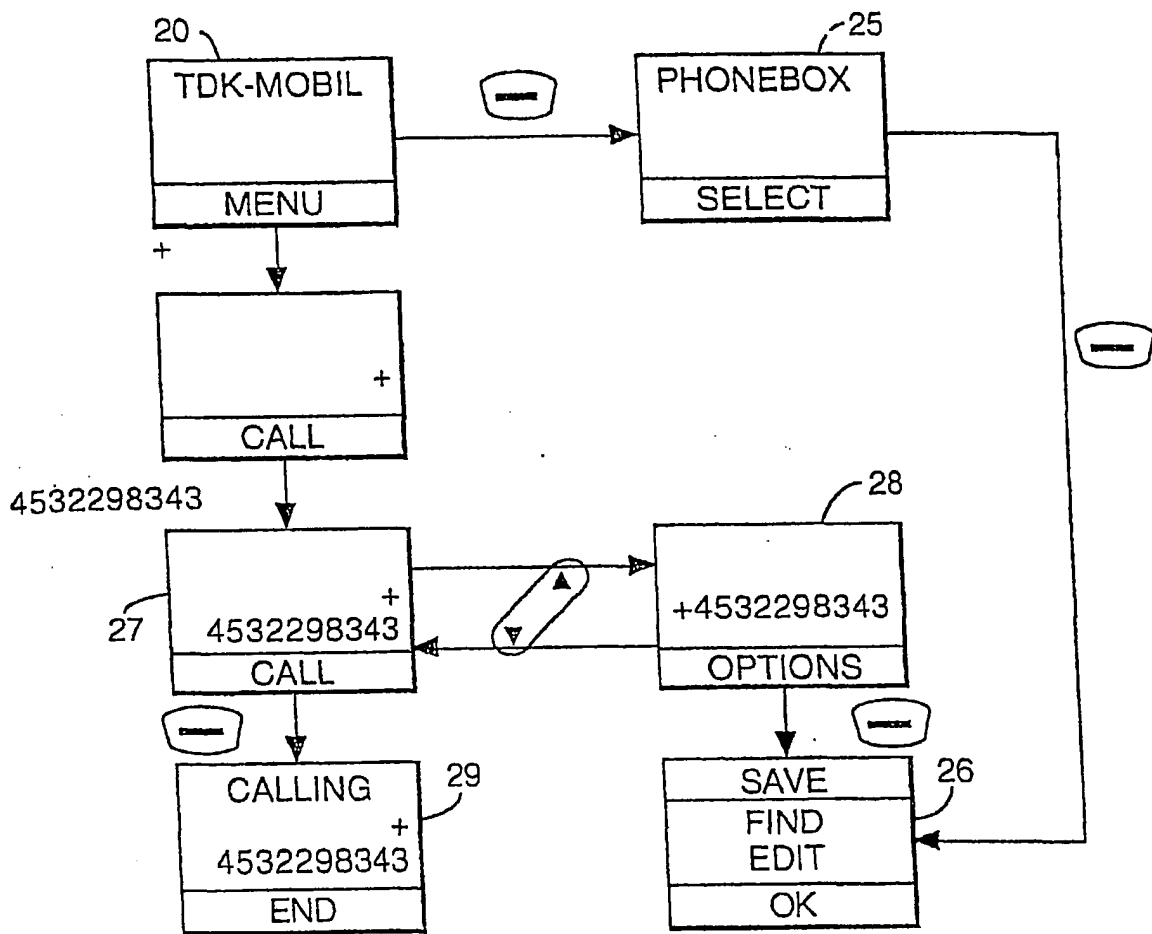 20
25
TDK-MOBIL
MENU
PHONEBOX
SELECT
+
+
CALL
4532298343
27
+
4532298343
CALL
28
+4532298343
OPTIONS
CALLING
+
4532298343
END
29
SAVE
FIND
EDIT
OK
26